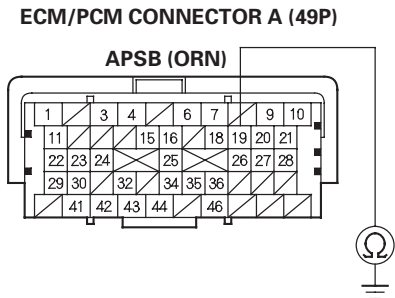 ECM/PCM CONNECTOR A (49P)
APSB (ORN)
1 3 4 6 7 9 10
11 15 16 18 19 20 21
22 23 24 25 26 27 28
29 30 32 34 35 36
41 42 43 44 46
Ω